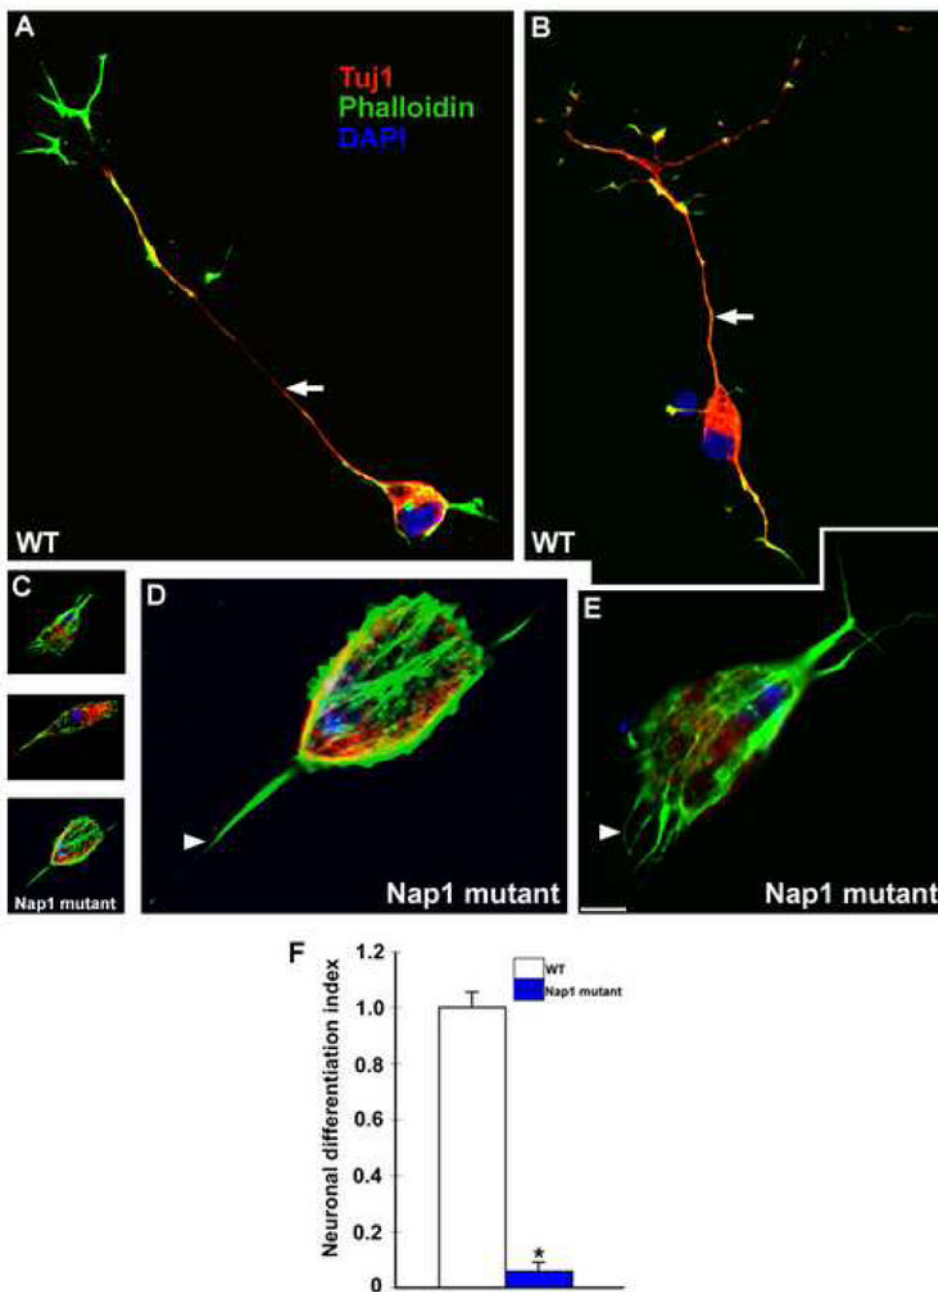 A
B
Tuj1
Phalloidin
DAPI
WT
WT
C
D
E
Nap1 mutant
Nap1 mutant
Nap1 mutant
F
Neuronal differentiation index
1.2
1.0
0.8
0.6
0.4
0.2
0
WT
Nap1 mutant
*